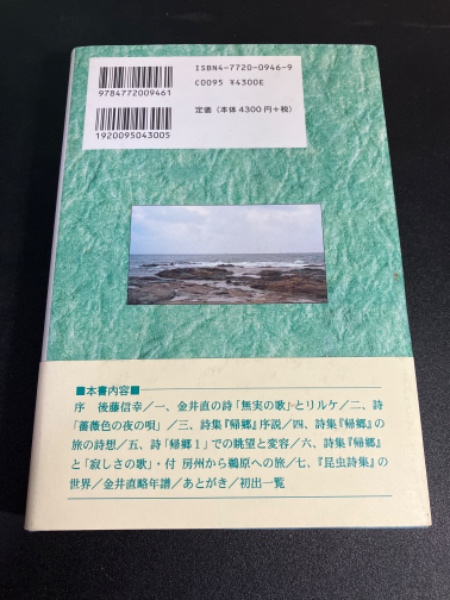 ISBN4-7720-0946-9
C0095 ¥4300E
9784772009461
定価（本体4300円＋税）
1920095043005
■本書内容■
序　後藤信幸／一、金井直の詩「無実の歌」とリルケ／二、詩
「薔薇色の夜の唄」／三、詩集『帰郷』序説／四、詩集『帰郷』の
旅の詩想／五、詩「帰郷１」での眺望と変容／六、詩集『帰郷』
と「寂しさの歌」・付 房州から鵜原への旅／七、『昆虫詩集』の
世界／金井直略年譜／あとがき／初出一覧